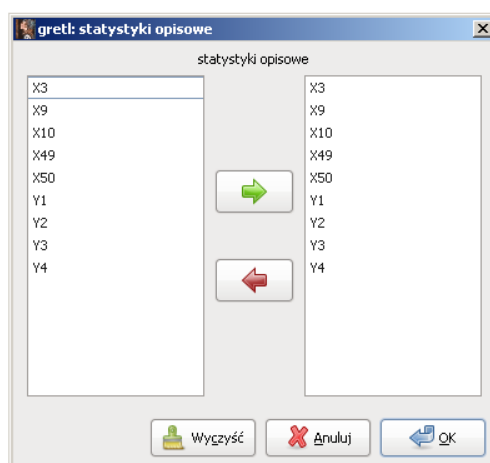 gretl: statystyki opisowe
statystyki opisowe
X3
X9
X10
X49
X50
Y1
Y2
Y3
Y4
X3
X9
X10
X49
X50
Y1
Y2
Y3
Y4
Wyczyść
Anuluj
OK